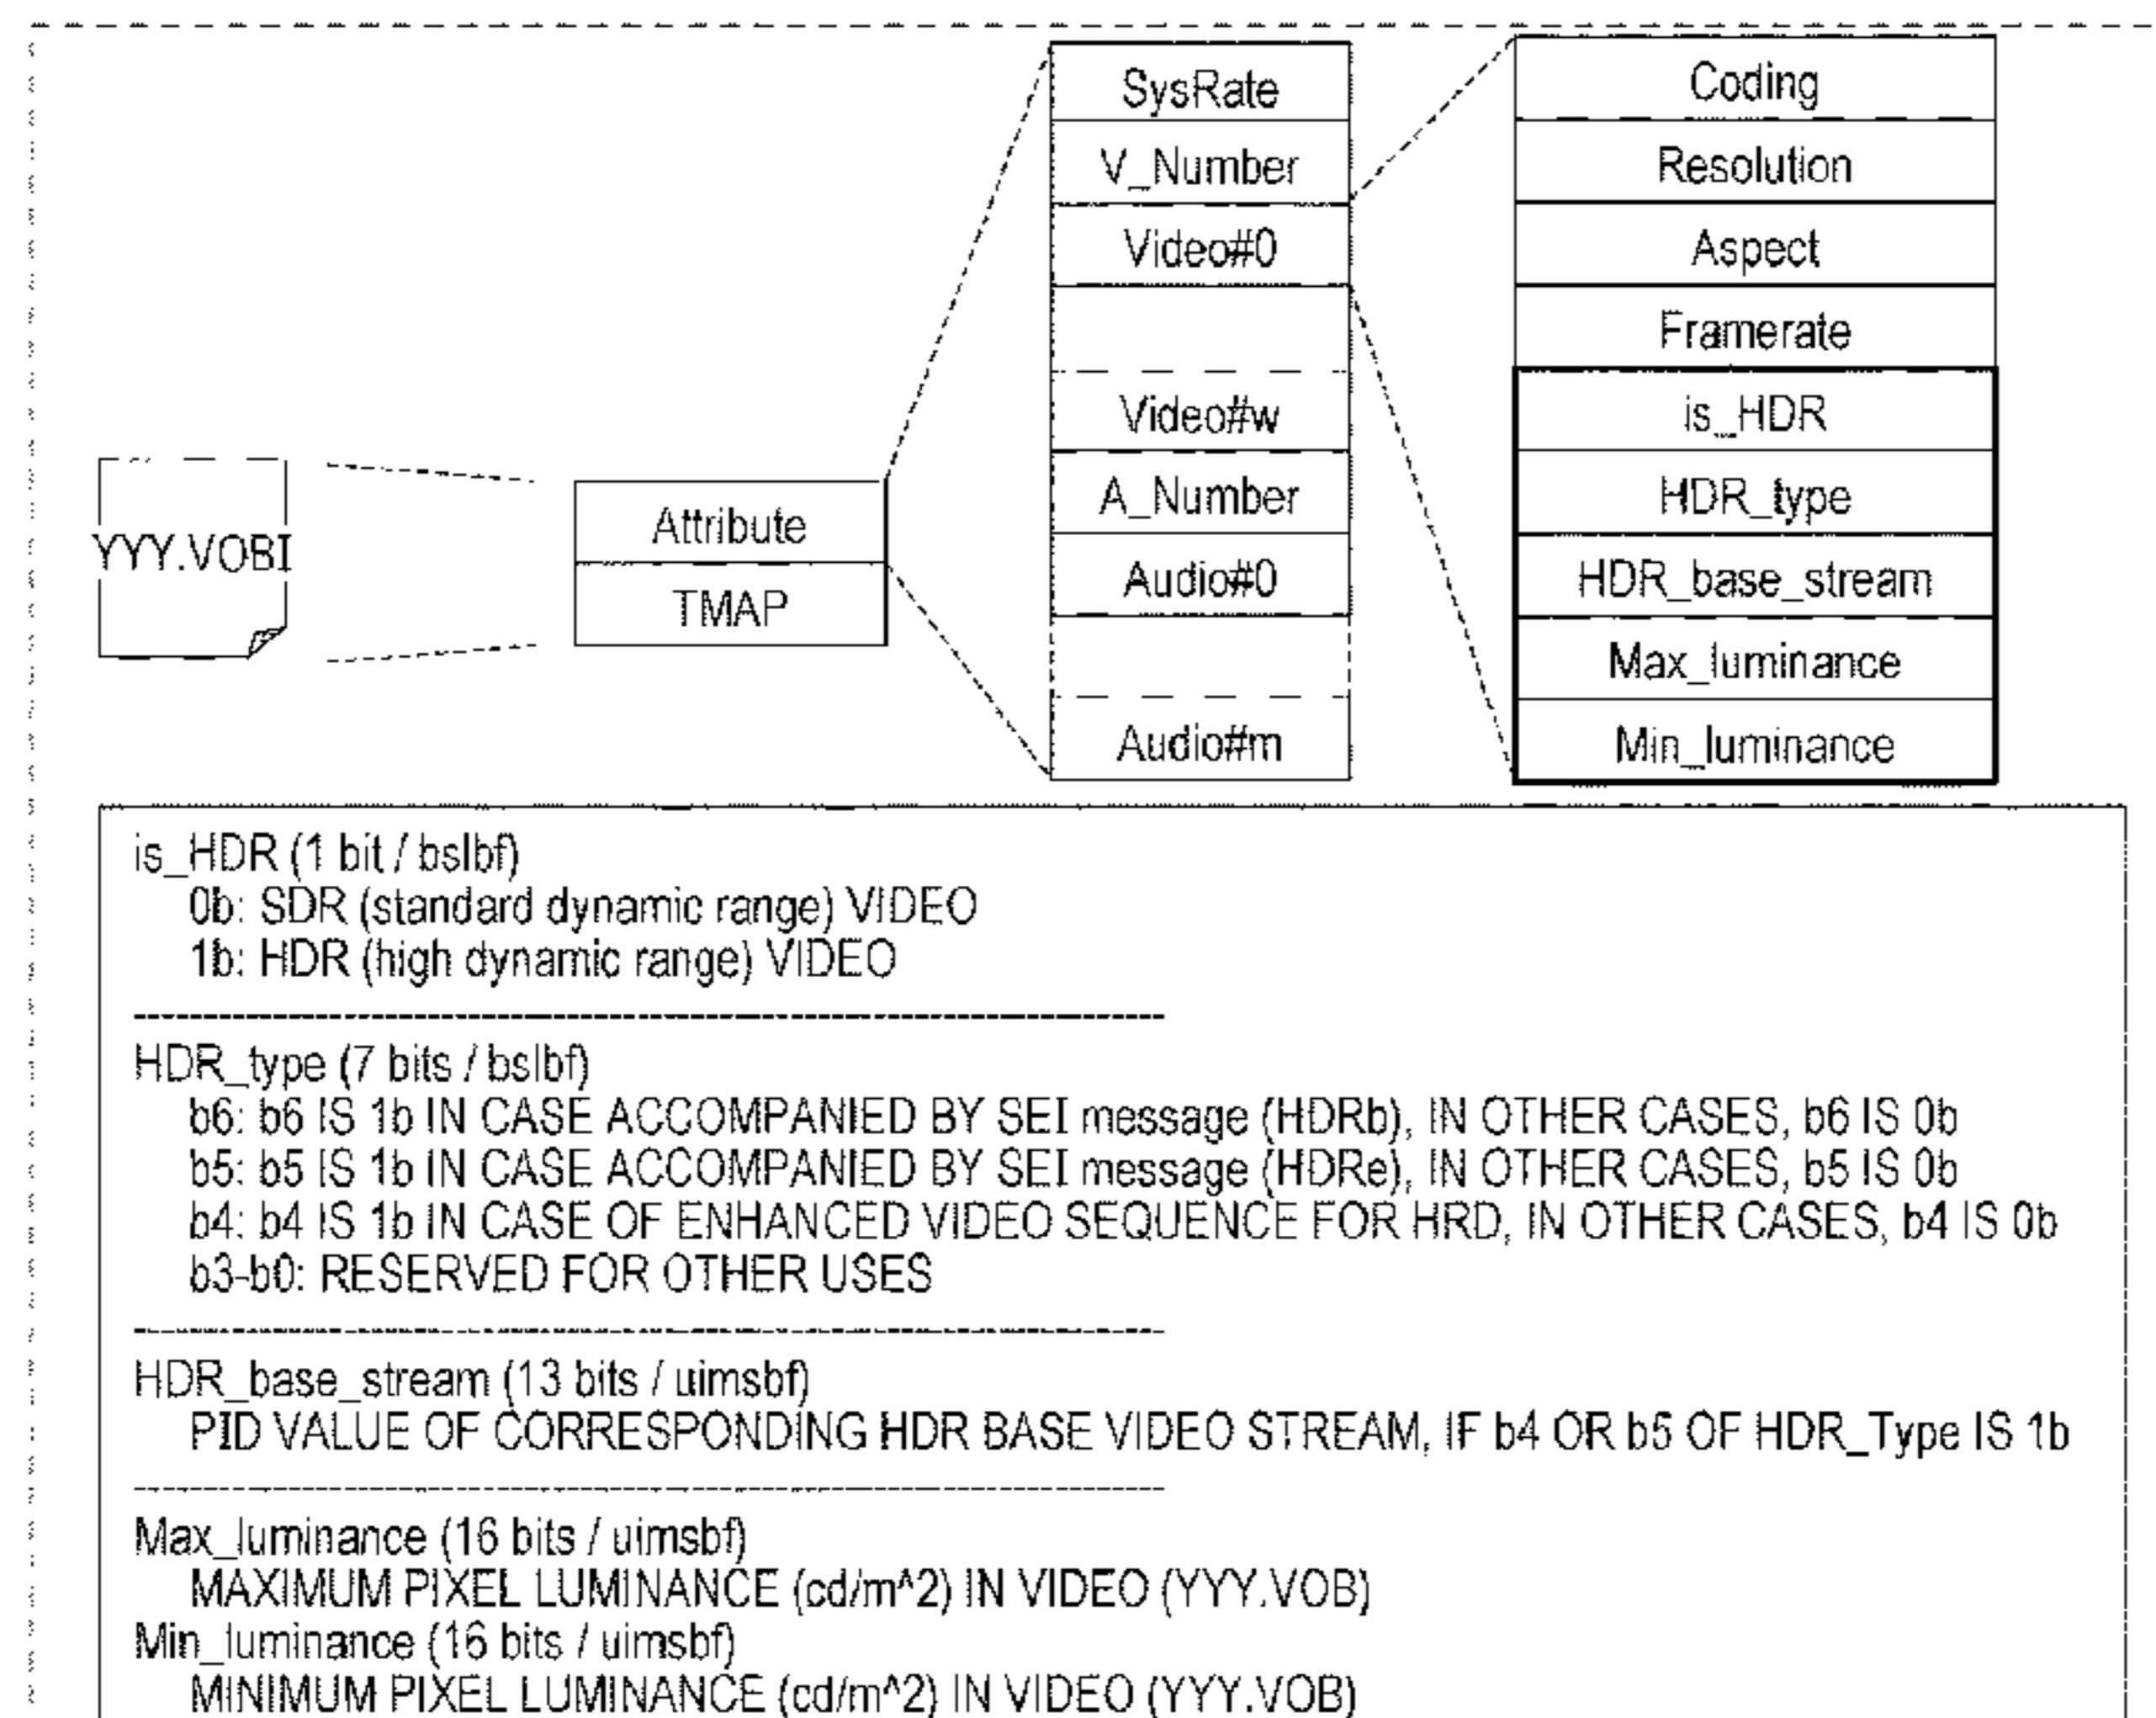 YYY.VOBI
Attribute
TMAP
SysRate
V_Number
Video#0
Video#w
A_Number
Audio#0
Audio#m
Coding
Resolution
Aspect
Framerate
is_HDR
HDR_type
HDR_base_stream
Max_luminance
Min_luminance
is_HDR (1 bit / bslbf)
0b: SDR (standard dynamic range) VIDEO
1b: HDR (high dynamic range) VIDEO
HDR_type (7 bits / bslbf)
b6: b6 IS 1b IN CASE ACCOMPANIED BY SEI message (HDRb), IN OTHER CASES, b6 IS 0b
b5: b5 IS 1b IN CASE ACCOMPANIED BY SEI message (HDRe), IN OTHER CASES, b5 IS 0b
b4: b4 IS 1b IN CASE OF ENHANCED VIDEO SEQUENCE FOR HRD, IN OTHER CASES, b4 IS 0b
b3-b0: RESERVED FOR OTHER USES
HDR_base_stream (13 bits / uimsbf)
PID VALUE OF CORRESPONDING HDR BASE VIDEO STREAM, IF b4 OR b5 OF HDR_Type IS 1b
Max_luminance (16 bits / uimsbf)
MAXIMUM PIXEL LUMINANCE (cd/m^2) IN VIDEO (YYY.VOB)
Min_luminance (16 bits / uimsbf)
MINIMUM PIXEL LUMINANCE (cd/m^2) IN VIDEO (YYY.VOB)